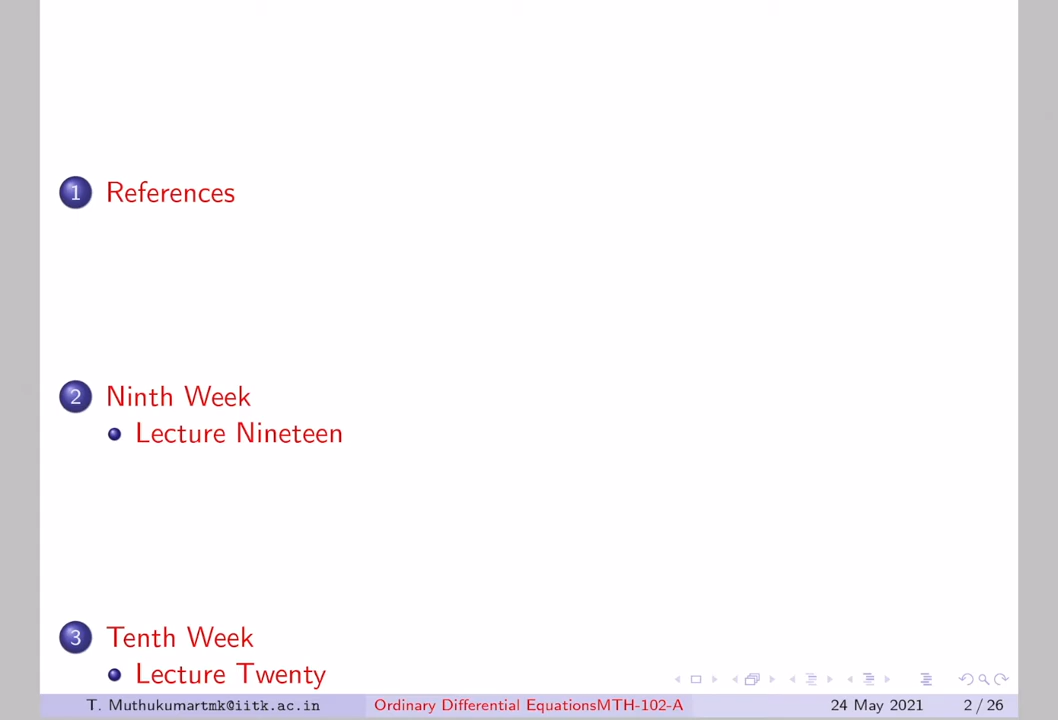 1 References
2 Ninth Week
Lecture Nineteen
3 Tenth Week
Lecture Twenty
T. Muthukumartmk@iitk.ac.in Ordinary Differential EquationsMTH-102-A 24 May 2021 2 / 26